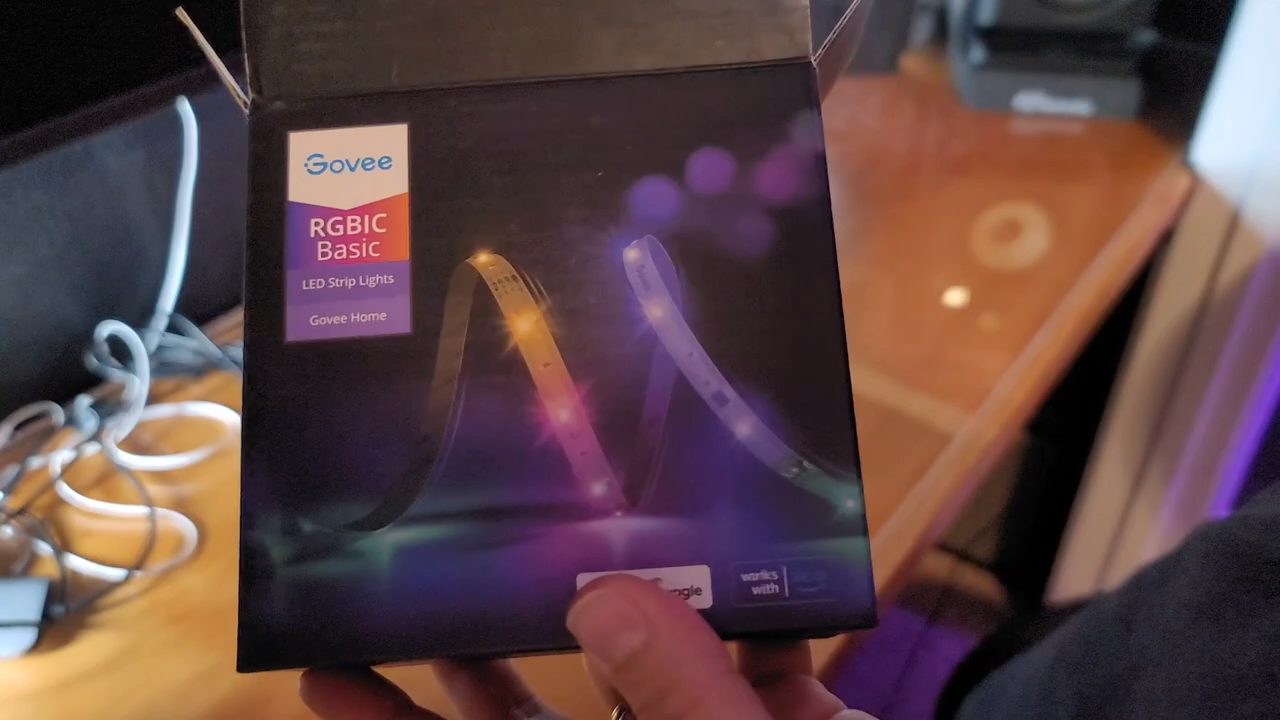 Govee
RGBIC
Basic
LED Strip Lights
Govee Home
works
with